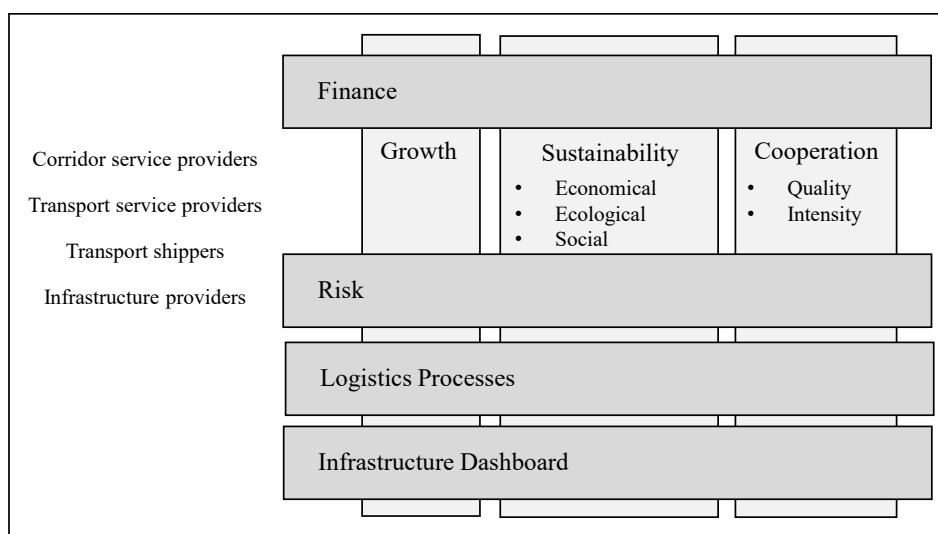 Finance
Corridor service providers
Transport service providers
Transport shippers
Infrastructure providers
Growth
Sustainability
• Economical
• Ecological
• Social
Cooperation
• Quality
• Intensity
Risk
Logistics Processes
Infrastructure Dashboard